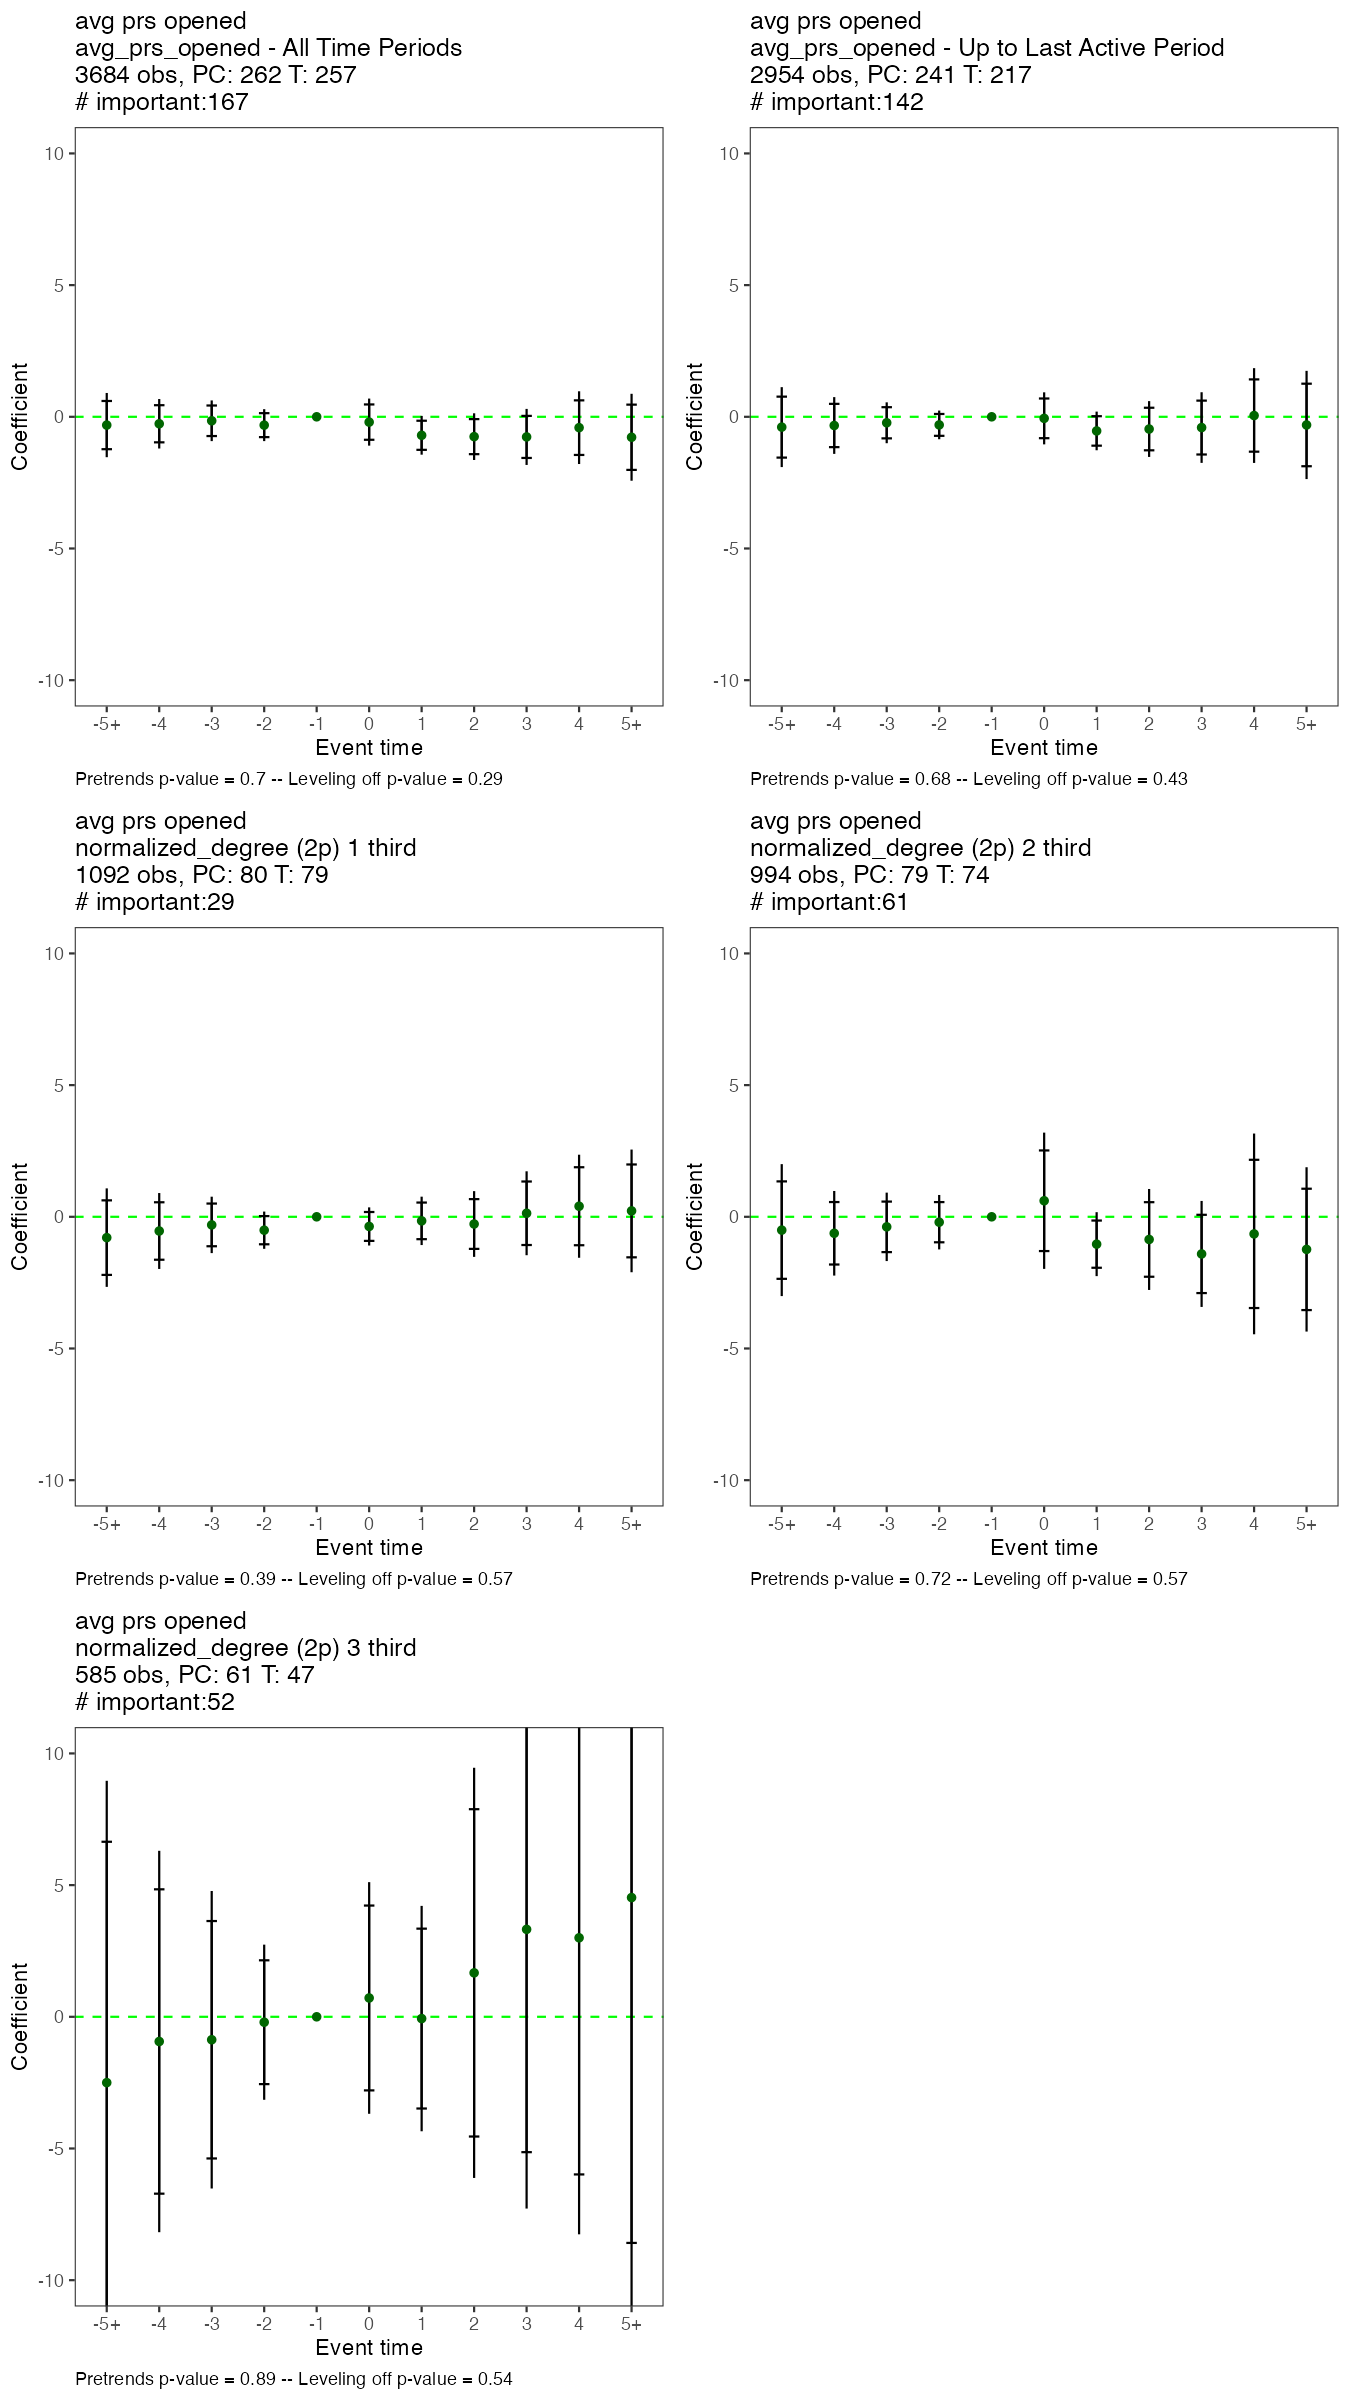 avg prs opened
avg_prs_opened - All Time Periods
3684 obs, PC: 262 T: 257
# important:167
10
5
0
-5
-10
Coefficient
-5+ -4 -3 -2 -1 0 1 2 3 4 5+
Event time
Pretrends p-value = 0.7 -- Leveling off p-value = 0.29
avg prs opened
avg_prs_opened - Up to Last Active Period
2954 obs, PC: 241 T: 217
# important:142
10
5
0
-5
-10
Coefficient
-5+ -4 -3 -2 -1 0 1 2 3 4 5+
Event time
Pretrends p-value = 0.68 -- Leveling off p-value = 0.43
avg prs opened
normalized_degree (2p) 1 third
1092 obs, PC: 80 T: 79
# important:29
10
5
0
-5
-10
Coefficient
-5+ -4 -3 -2 -1 0 1 2 3 4 5+
Event time
Pretrends p-value = 0.39 -- Leveling off p-value = 0.57
avg prs opened
normalized_degree (2p) 2 third
994 obs, PC: 79 T: 74
# important:61
10
5
0
-5
-10
Coefficient
-5+ -4 -3 -2 -1 0 1 2 3 4 5+
Event time
Pretrends p-value = 0.72 -- Leveling off p-value = 0.57
avg prs opened
normalized_degree (2p) 3 third
585 obs, PC: 61 T: 47
# important:52
10
5
0
-5
-10
Coefficient
-5+ -4 -3 -2 -1 0 1 2 3 4 5+
Event time
Pretrends p-value = 0.89 -- Leveling off p-value = 0.54